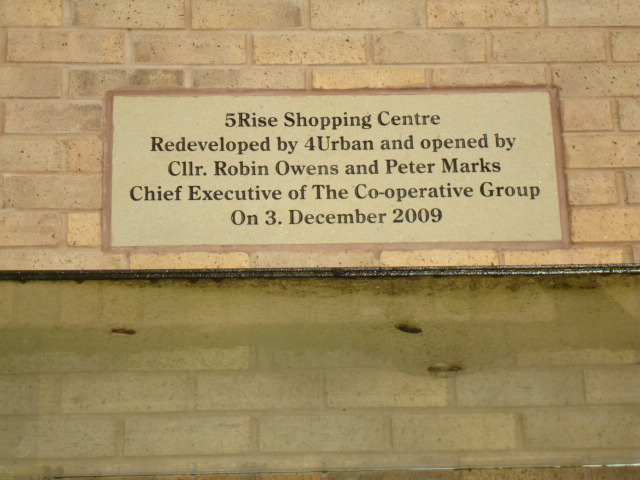 5Rise Shopping Centre
Redeveloped by 4Urban and opened by
Cllr. Robin Owens and Peter Marks
Chief Executive of The Co-operative Group
On 3. December 2009